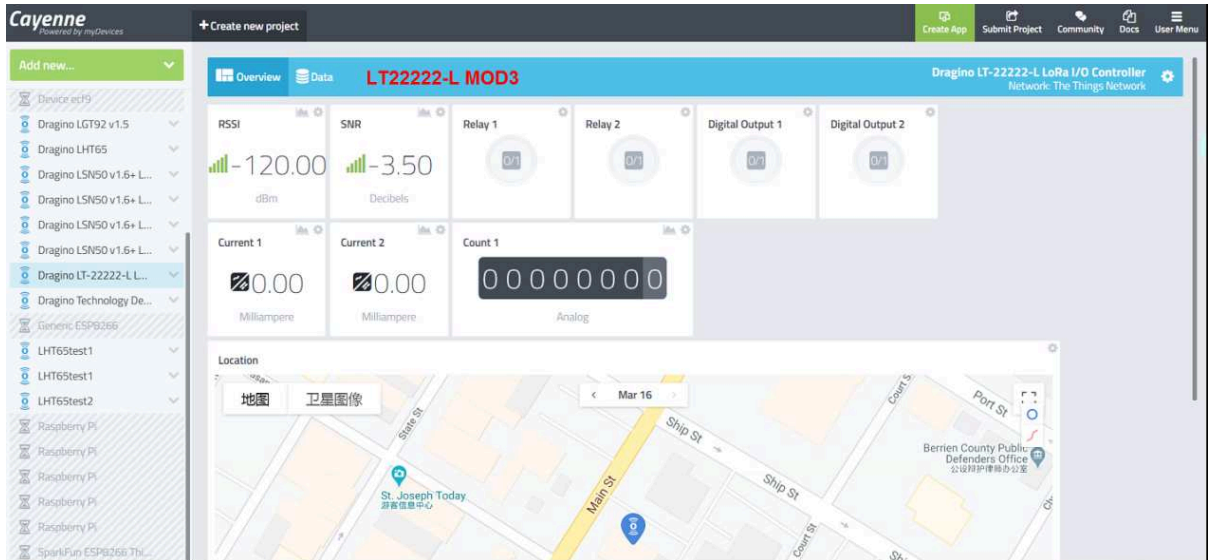 Cayenne
Powered by myDevices
+ Create new project
Create App
Submit Project
Community
Docs
User Menu
Add new...
Device ecf9
Dragino LGT92 v1.5
Dragino LHT65
Dragino LSN50 v1.6+ L...
Dragino LSN50 v1.6+ L...
Dragino LSN50 v1.6+ L...
Dragino LSN50 v1.6+ L...
Dragino LT-22222-L L...
Dragino Technology De...
Generic ESP8266
LHT65test1
LHT65test1
LHT65test2
Raspberry Pi
Raspberry Pi
Raspberry Pi
Raspberry Pi
Raspberry Pi
SparkFun ESP8266 Thi...
Overview
Data
LT22222-L MOD3
Dragino LT-22222-L LoRa I/O Controller
Network: The Things Network
RSSI
-120.00
dBm
SNR
-3.50
Decibels
Relay 1
0/1
Relay 2
0/1
Digital Output 1
0/1
Digital Output 2
0/1
Current 1
0.00
Milliampere
Current 2
0.00
Milliampere
Count 1
00000000
Analog
Location
地图
卫星图像
< Mar 16 >
State St
Court St
Port St
Ship St
Berrien County Public
Defenders Office
公设辩护律师办公室
St. Joseph Today
游客信息中心
Main St
Ship St
Court St